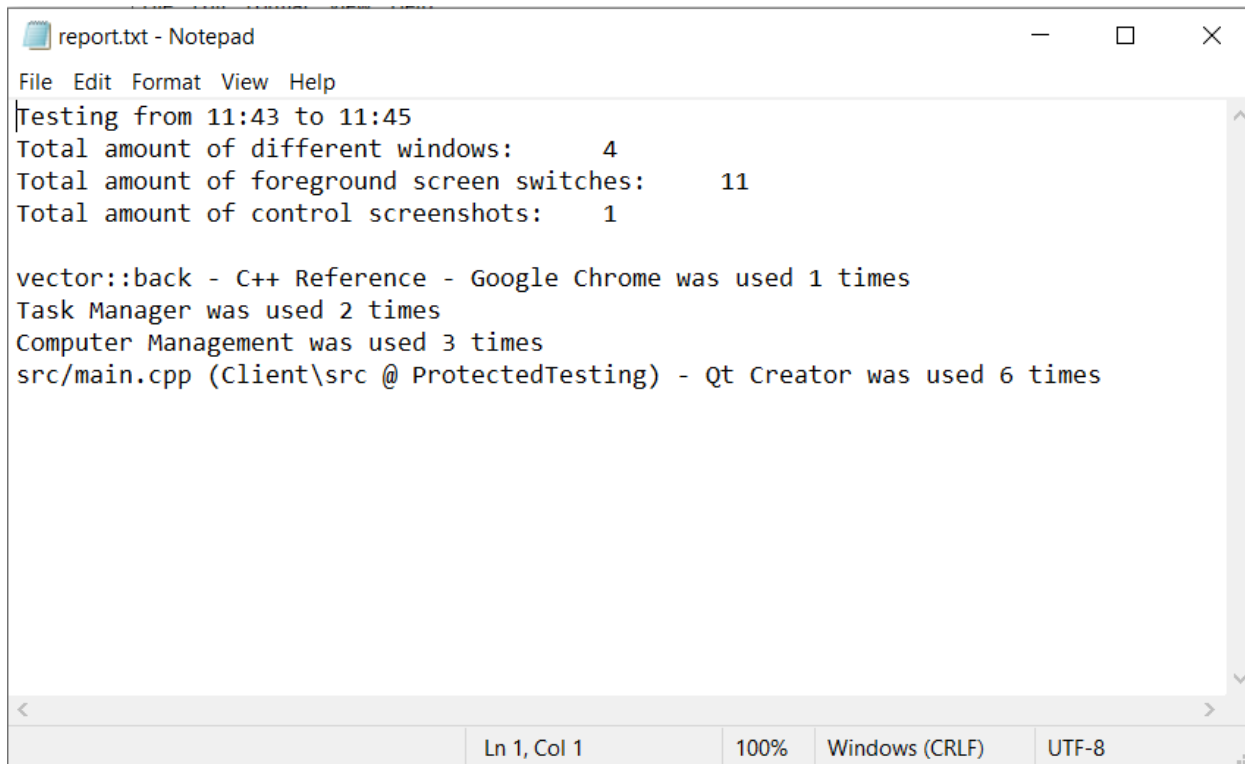 report.txt - Notepad
File Edit Format View Help
Testing from 11:43 to 11:45
Total amount of different windows: 4
Total amount of foreground screen switches: 11
Total amount of control screenshots: 1
vector::back - C++ Reference - Google Chrome was used 1 times
Task Manager was used 2 times
Computer Management was used 3 times
src/main.cpp (Client\src @ ProtectedTesting) - Qt Creator was used 6 times
Ln 1, Col 1 100% Windows (CRLF) UTF-8